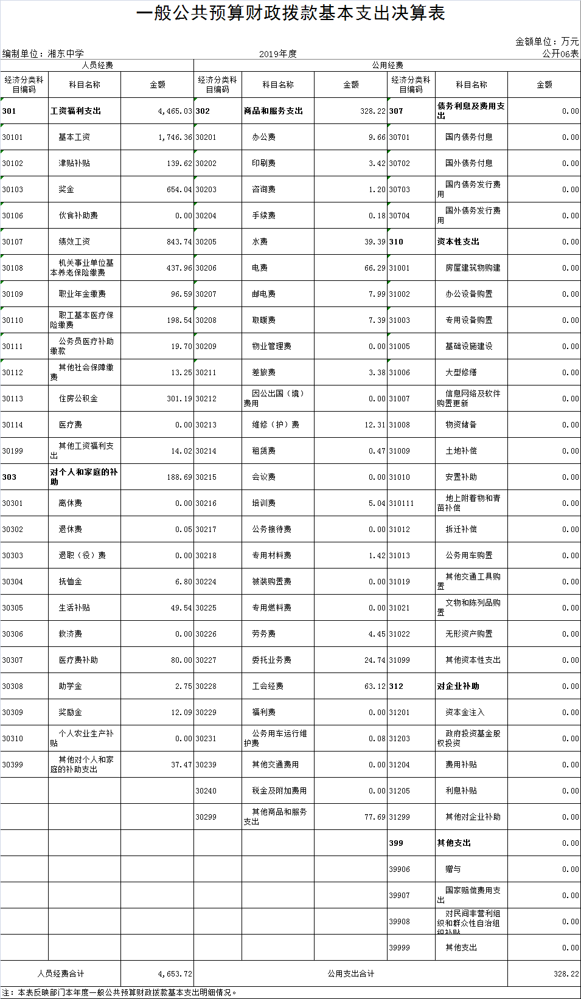 一般公共预算财政拨款基本支出决算表
金额单位：万元
编制单位：湘东中学 2019年度 公开06表
人员经费 公用经费
经济分类科目编码 科目名称 金额 经济分类科目编码 科目名称 金额 经济分类科目编码 科目名称 金额
301 工资福利支出 4,465.03 302 商品和服务支出 328.22 307 债务利息及费用支出 0.00
30101 基本工资 1,746.36 30201 办公费 9.66 30701 国内债务付息 0.00
30102 津贴补贴 139.62 30202 印刷费 3.42 30702 国外债务付息 0.00
30103 奖金 654.04 30203 咨询费 1.20 30703 国内债务发行费用 0.00
30106 伙食补助费 0.00 30204 手续费 0.18 30704 国外债务发行费用 0.00
30107 绩效工资 843.74 30205 水费 39.39 310 资本性支出 0.00
30108 机关事业单位基本养老保险缴费 437.96 30206 电费 66.29 31001 房屋建筑物购建 0.00
30109 职业年金缴费 96.59 30207 邮电费 7.99 31002 办公设备购置 0.00
30110 职工基本医疗保险缴费 198.54 30208 取暖费 7.39 31003 专用设备购置 0.00
30111 公务员医疗补助缴款 19.70 30209 物业管理费 0.00 31005 基础设施建设 0.00
30112 其他社会保障缴费 13.25 30211 差旅费 3.38 31006 大型修缮 0.00
30113 住房公积金 301.19 30212 因公出国（境）费用 0.00 31007 信息网络及软件购置更新 0.00
30114 医疗费 0.00 30213 维修（护）费 12.31 31008 物资储备 0.00
30199 其他工资福利支出 14.02 30214 租赁费 0.47 31009 土地补偿 0.00
303 对个人和家庭的补助 188.69 30215 会议费 0.00 31010 安置补助 0.00
30301 离休费 0.00 30216 培训费 5.04 310111 地上附着物和青苗补偿 0.00
30302 退休费 0.05 30217 公务接待费 0.00 31012 拆迁补偿 0.00
30303 退职（役）费 0.00 30218 专用材料费 1.42 31013 公务用车购置 0.00
30304 抚恤金 6.80 30224 被装购置费 0.00 31019 其他交通工具购置 0.00
30305 生活补贴 49.54 30225 专用燃料费 0.00 31021 文物和陈列品购置 0.00
30306 救济费 0.00 30226 劳务费 4.45 31022 无形资产购置 0.00
30307 医疗费补助 80.00 30227 委托业务费 24.74 31099 其他资本性支出 0.00
30308 助学金 2.75 30228 工会经费 63.12 312 对企业补助 0.00
30309 奖励金 12.09 30229 福利费 0.00 31201 资本金注入 0.00
30310 个人农业生产补贴 0.00 30231 公务用车运行维护费 0.08 31203 政府投资基金股权投资 0.00
30399 其他对个人和家庭的补助支出 37.47 30239 其他交通费用 0.00 31204 费用补贴 0.00
30240 税金及附加费用 0.00 31205 利息补贴 0.00
30299 其他商品和服务支出 77.69 31299 其他对企业补助 0.00
399 其他支出 0.00
39906 赠与 0.00
39907 国家赔偿费用支出 0.00
39908 对民间非营利组织和群众性自治组织补贴 0.00
39999 其他支出 0.00
人员经费合计 4,653.72 公用支出合计 328.22
注：本表反映部门本年度一般公共预算财政拨款基本支出明细情况。